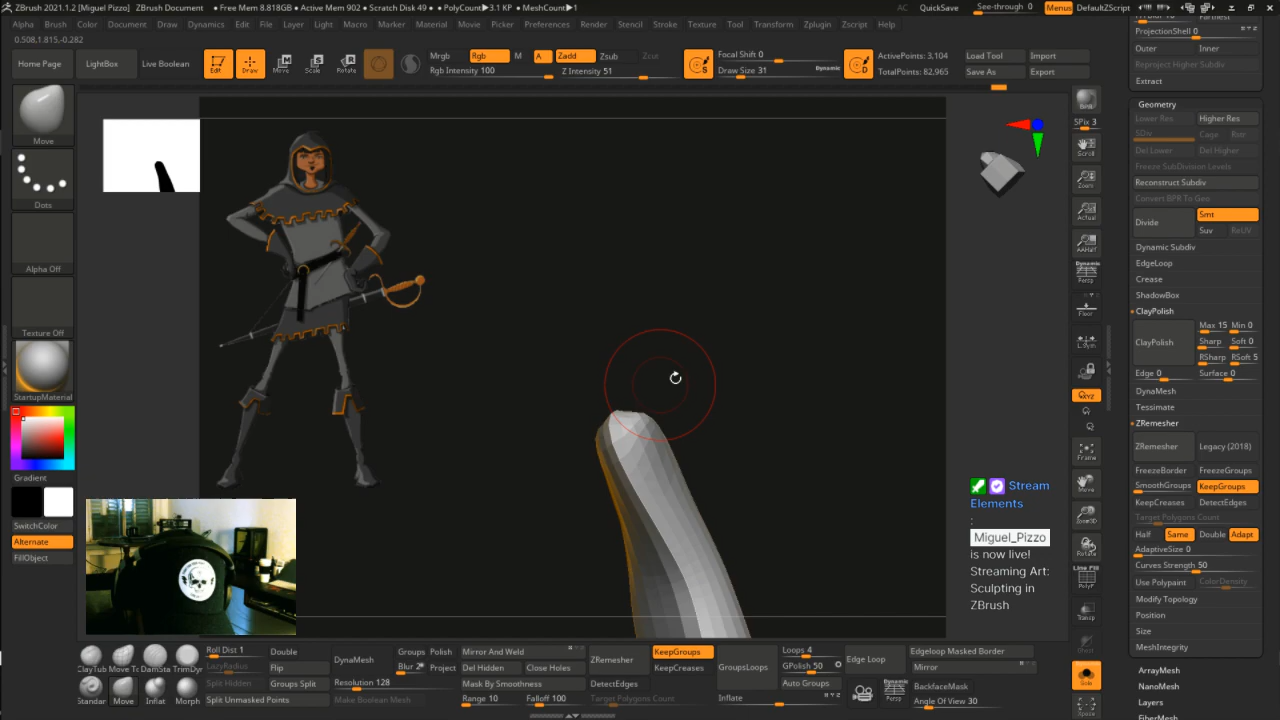 ZBrush 2021.1.2 [Miguel Pizzo] ZBrush Document ● Free Mem 8.818GB ● Active Mem 902 ● Scratch Disk 49 ● PolyCount▶3.1 KP ● MeshCount▶1 AC QuickSave See-through 0 Menus DefaultZScript
Alpha Brush Color Document Draw Dynamics Edit File Layer Light Macro Marker Material Movie Picker Preferences Render Stencil Stroke Texture Tool Transform Zplugin Zscript Help
0.508,1.815,-0.282
Home Page LightBox Live Boolean
Edit Draw Move Scale Rotate
Mrgb Rgb M A Zadd Zsub Zcut
Rgb Intensity 100 Z Intensity 51
Focal Shift 0
Draw Size 31 Dynamic
ActivePoints: 3,104
TotalPoints: 82,965
Load Tool Import
Save As Export
Move
Dots
Alpha Off
Texture Off
StartupMaterial
Gradient
SwitchColor
Alternate
FillObject
Stream
Elements
:
Miguel_Pizzo
is now live!
Streaming Art:
Sculpting in
ZBrush
BPR
SPix 3
Scroll
Zoom
Actual
AAHalf
Dynamic
Persp
Floor
L.Sym
XYZ
Frame
Move
Zoom3D
Rotate
Line Fill
PolyF
Transp
Ghost
Solo
Xpose
ProjectionShell 0
Outer Inner
Reproject Higher Subdiv
Extract
Geometry
Lower Res Higher Res
SDiv Cage Rstr
Del Lower Del Higher
Freeze SubDivision Levels
Reconstruct Subdiv
Convert BPR To Geo
Divide Smt
Suv ReUV
Dynamic Subdiv
EdgeLoop
Crease
ShadowBox
ClayPolish
ClayPolish Max 15 Min 0
Sharp Soft 0
RSharp RSoft 5
Edge 0 Surface 0
DynaMesh
Tessimate
ZRemesher
ZRemesher Legacy (2018)
FreezeBorder FreezeGroups
SmoothGroups KeepGroups
KeepCreases DetectEdges
Target Polygons Count
Half Same Double Adapt
AdaptiveSize 0
Curves Strength 50
Use Polypaint ColorDensity
Modify Topology
Position
Size
MeshIntegrity
ArrayMesh
NanoMesh
Layers
FiberMesh
ClayTub Move To DamSta TrimDyr
Standar Move Inflat Morph
Roll Dist 1 Double
LazyRadius Flip
Split Hidden Groups Split
Split Unmasked Points
DynaMesh Groups Polish
Blur 2 Project
Resolution 128 Make Boolean Mesh
Mirror And Weld
Del Hidden Close Holes
Mask By Smoothness
Range 10 Falloff 100
ZRemesher KeepGroups
KeepCreases
DetectEdges
Target Polygons Count
GroupsLoops Loops 4
GPolish 50
Auto Groups
Inflate
Edge Loop Edgeloop Masked Border
Mirror
Dynamic
Persp
BackfaceMask
Angle Of View 30